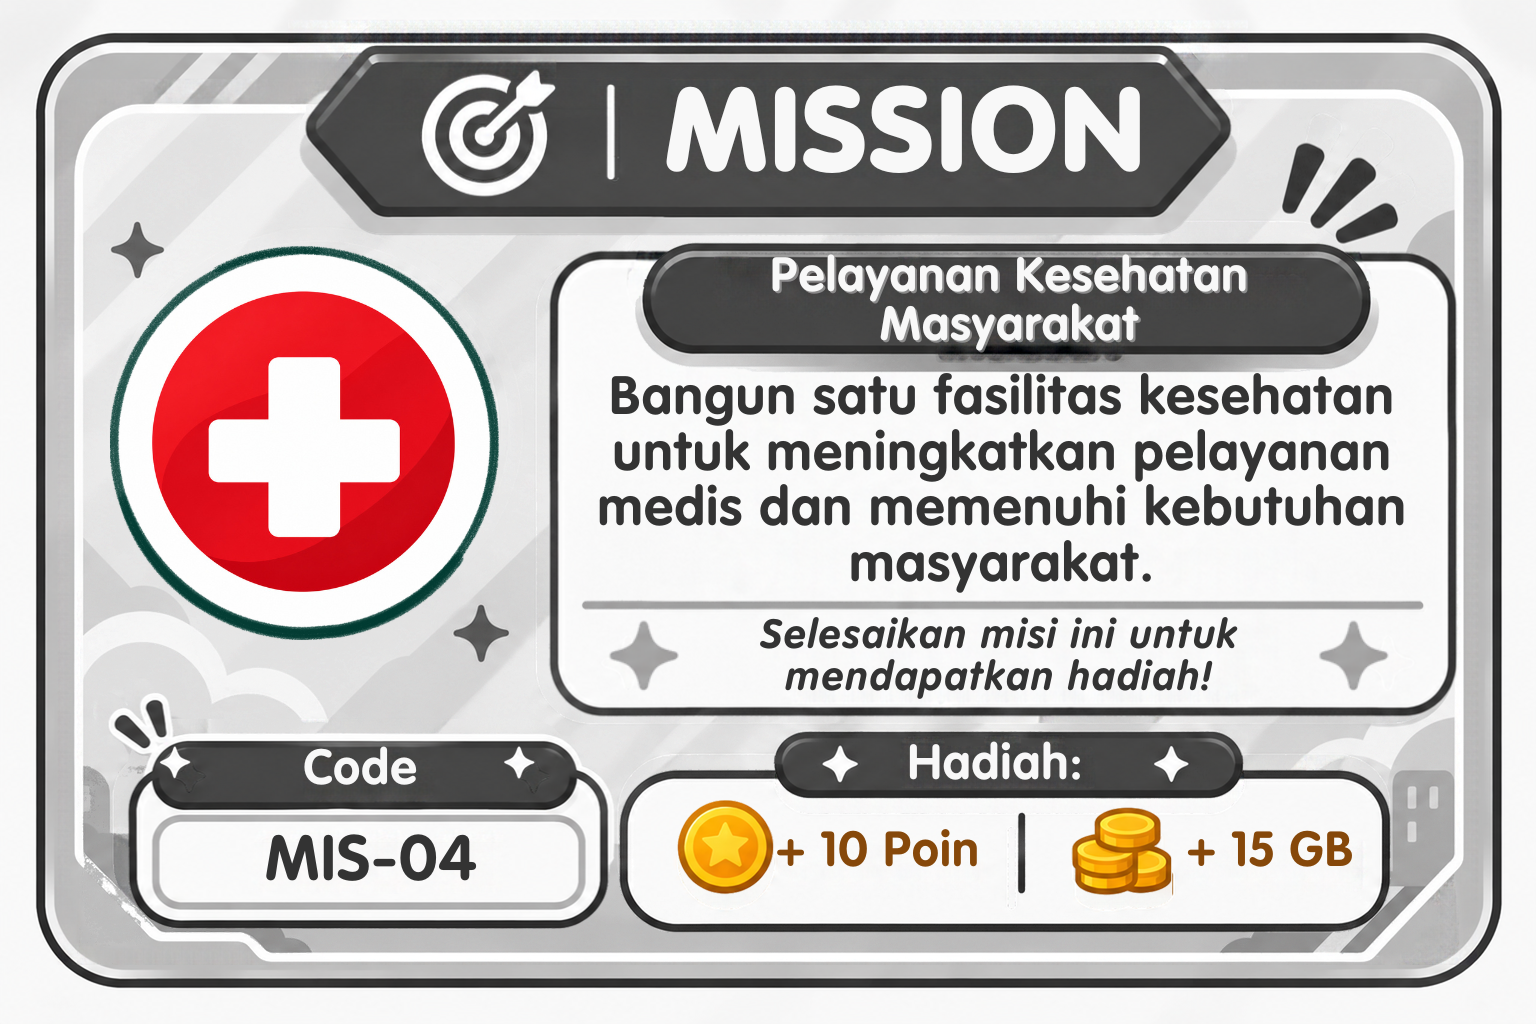 MISSION
Pelayanan Kesehatan
Masyarakat
Bangun satu fasilitas kesehatan
untuk meningkatkan pelayanan
medis dan memenuhi kebutuhan
masyarakat.
Selesaikan misi ini untuk
mendapatkan hadiah!
Code
MIS-04
Hadiah:
+ 10 Poin
+ 15 GB